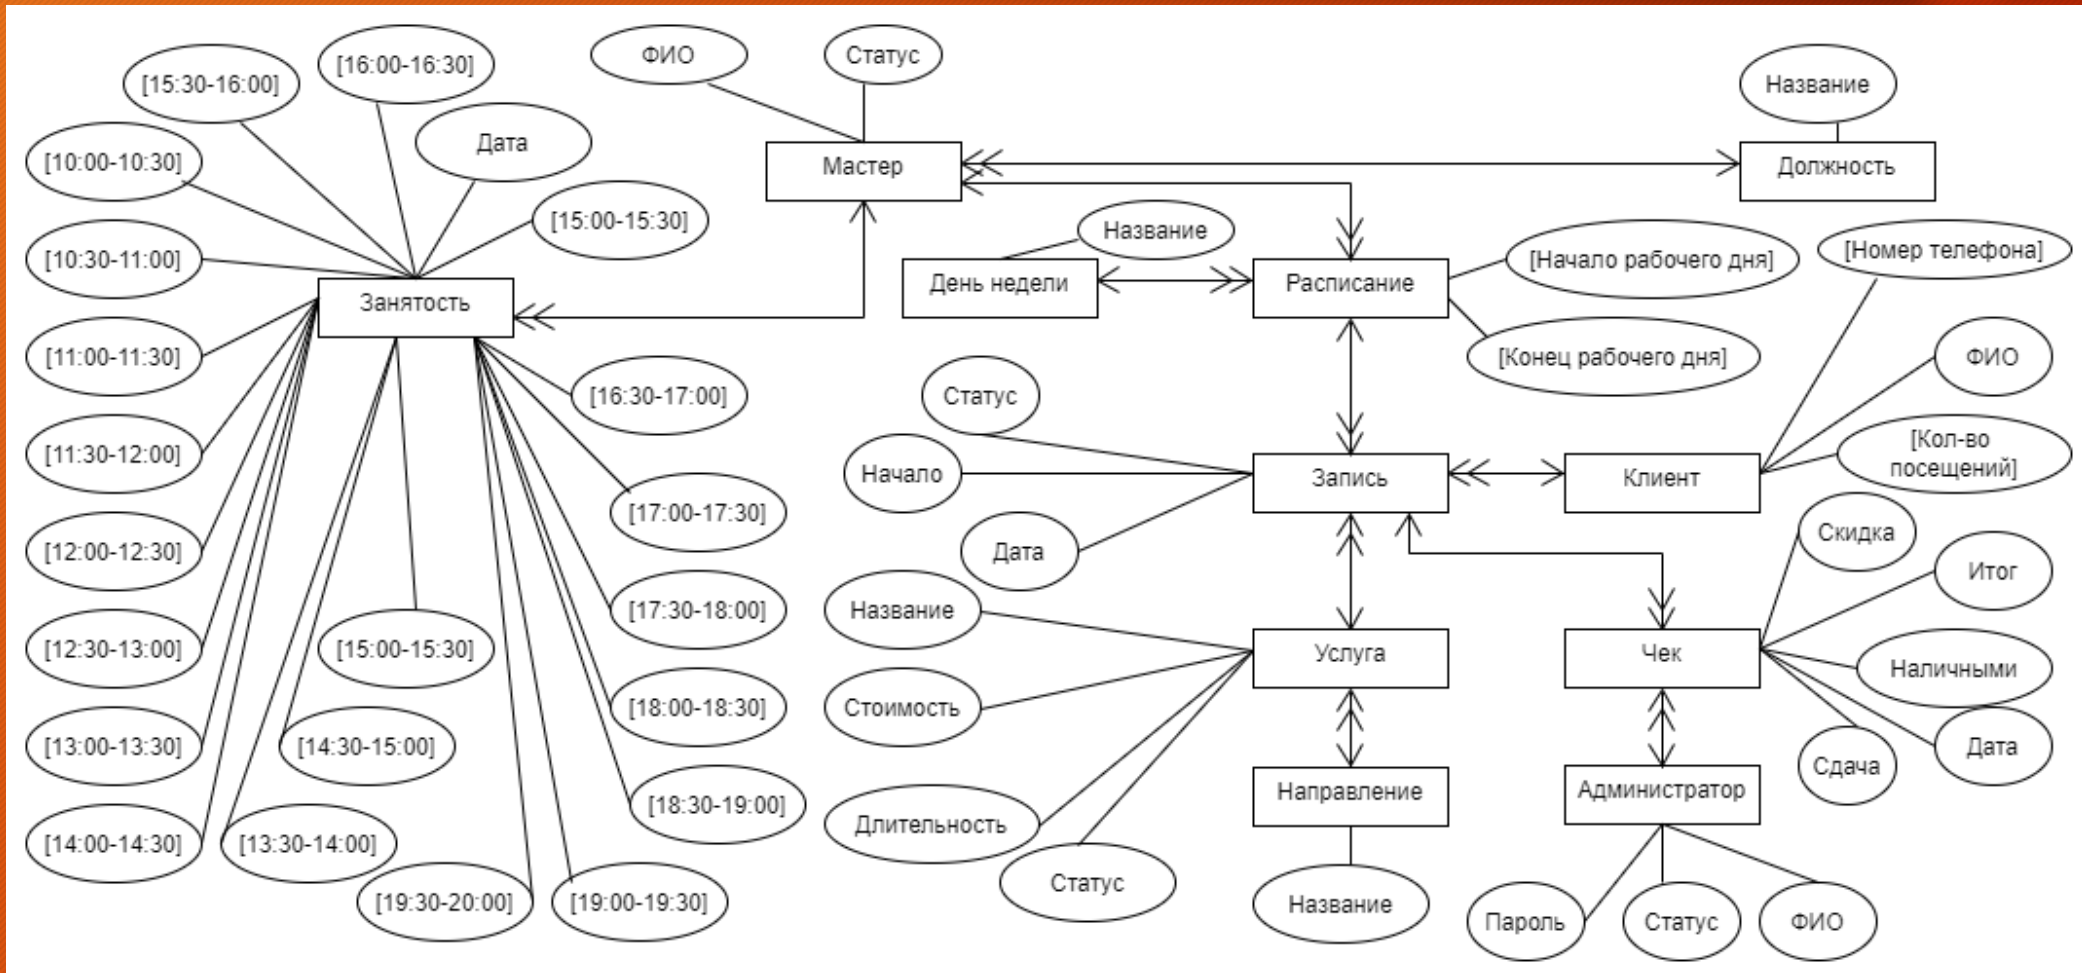 ФИО
Статус
[16:00-16:30]
[15:30-16:00]
Название
Дата
[10:00-10:30]
Мастер
Должность
[15:00-15:30]
Название
[10:30-11:00]
День недели
Расписание
[Начало рабочего дня]
[Номер телефона]
Занятость
[11:00-11:30]
[Конец рабочего дня]
ФИО
[16:30-17:00]
Статус
[11:30-12:00]
Начало
Запись
Клиент
[Кол-во
посещений]
[17:00-17:30]
[12:00-12:30]
Дата
Скидка
Итог
[17:30-18:00]
Название
[12:30-13:00]
[15:00-15:30]
Услуга
Чек
Наличными
[18:00-18:30]
Стоимость
[13:00-13:30]
[14:30-15:00]
Дата
Сдача
[18:30-19:00]
Направление
Администратор
Длительность
[14:00-14:30]
[13:30-14:00]
Статус
[19:30-20:00]
[19:00-19:30]
Название
Пароль
Статус
ФИО